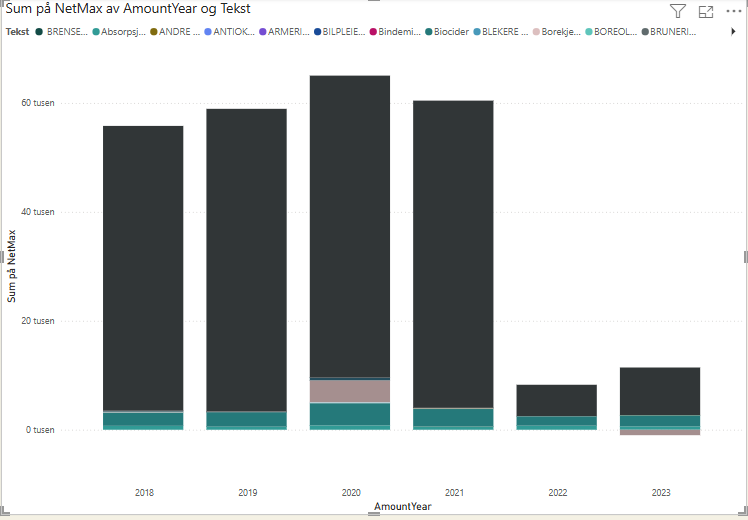 Sum på NetMax av AmountYear og Tekst
Tekst BRENSE... Absorpsj... ANDRE ... ANTIOK... ARMERI... BILPLEIE... Bindemi... Biocider BLEKERE ... Borekje... BOREOL... BRUNERI...
60 tusen
40 tusen
20 tusen
0 tusen
Sum på NetMax
2018 2019 2020 2021 2022 2023
AmountYear